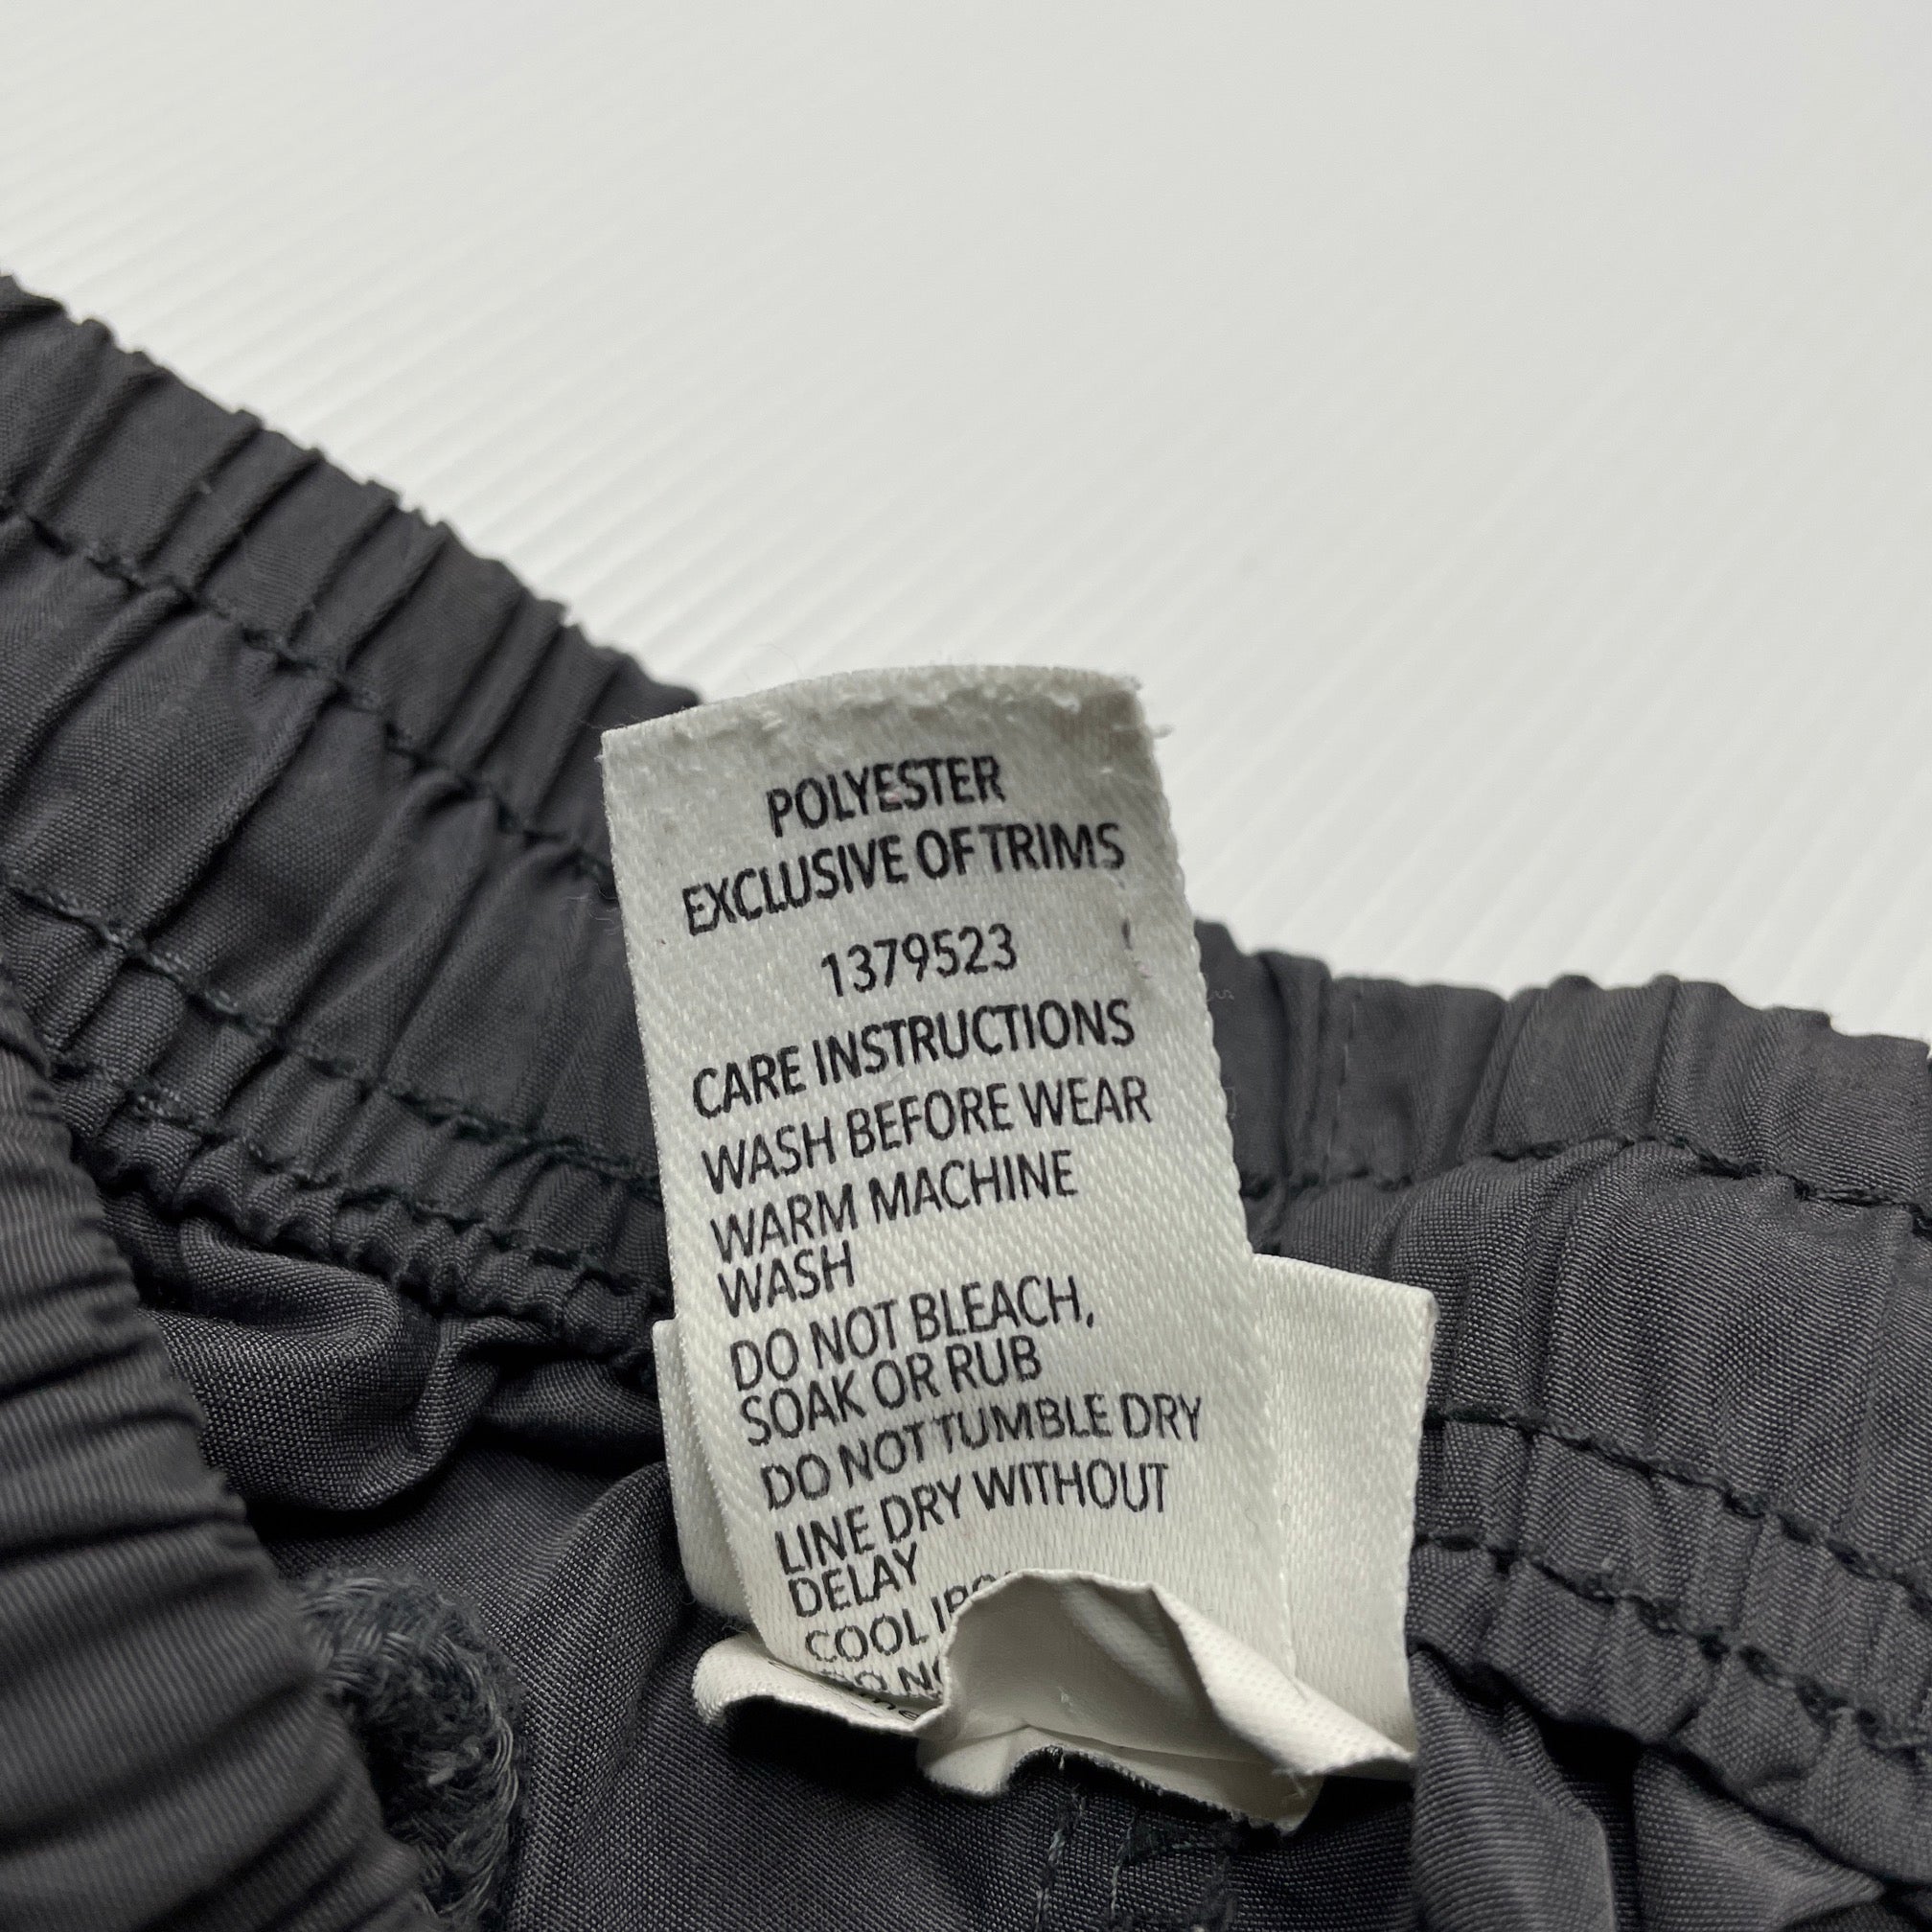 POLYESTER
EXCLUSIVE OF TRIMS
1379523
CARE INSTRUCTIONS
WASH BEFORE WEAR
WARM MACHINE
WASH
DO NOT BLEACH,
SOAK OR RUB
DO NOT TUMBLE DRY
LINE DRY WITHOUT
DELAY
COOL